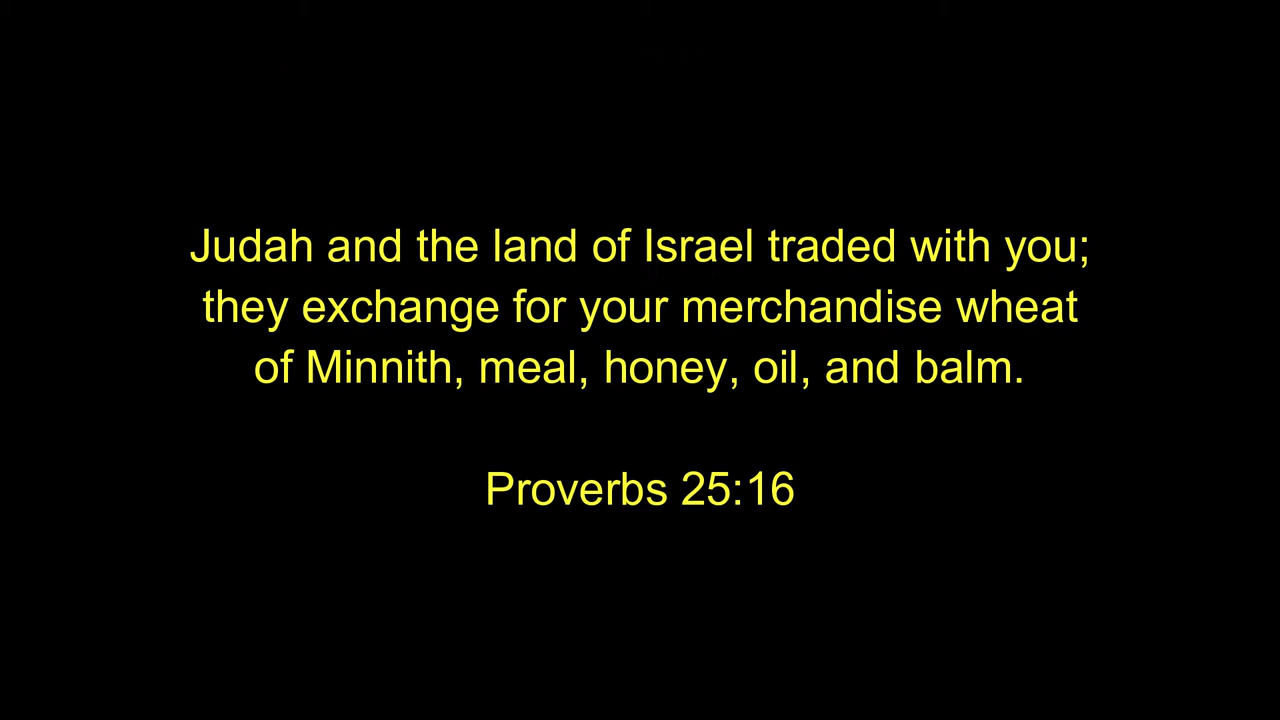 Judah and the land of Israel traded with you;
they exchange for your merchandise wheat
of Minnith, meal, honey, oil, and balm.
Proverbs 25:16